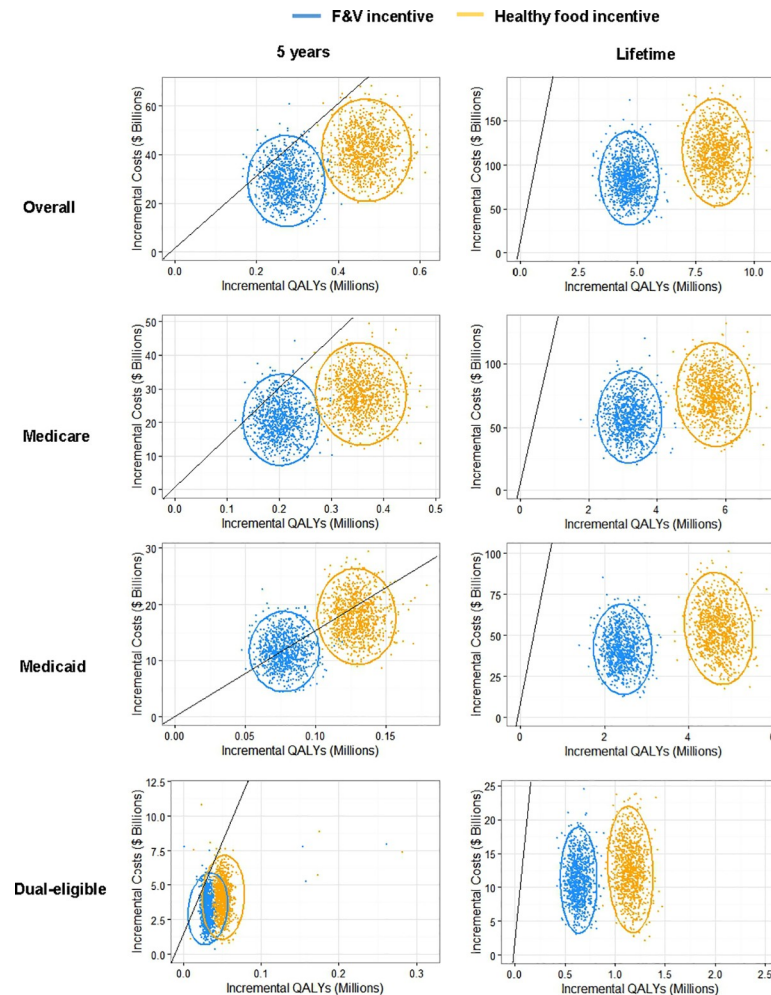 F&V incentive Healthy food incentive
5 years Lifetime
Overall
Incremental Costs ($ Billions)
60
40
20
0
0.0 0.2 0.4 0.6
Incremental QALYs (Millions)
Incremental Costs ($ Billions)
150
100
50
0
0.0 2.5 5.0 7.5 10.0
Incremental QALYs (Millions)
Medicare
Incremental Costs ($ Billions)
50
40
30
20
10
0
0.0 0.1 0.2 0.3 0.4 0.5
Incremental QALYs (Millions)
Incremental Costs ($ Billions)
100
50
0
0 2 4 6
Incremental QALYs (Millions)
Medicaid
Incremental Costs ($ Billions)
30
20
10
0
0.00 0.05 0.10 0.15
Incremental QALYs (Millions)
Incremental Costs ($ Billions)
100
75
50
25
0
0 2 4 6
Incremental QALYs (Millions)
Dual-eligible
Incremental Costs ($ Billions)
12.5
10.0
7.5
5.0
2.5
0.0
0.0 0.1 0.2 0.3
Incremental QALYs (Millions)
Incremental Costs ($ Billions)
25
20
15
10
5
0
0.0 0.5 1.0 1.5 2.0 2.5
Incremental QALYs (Millions)